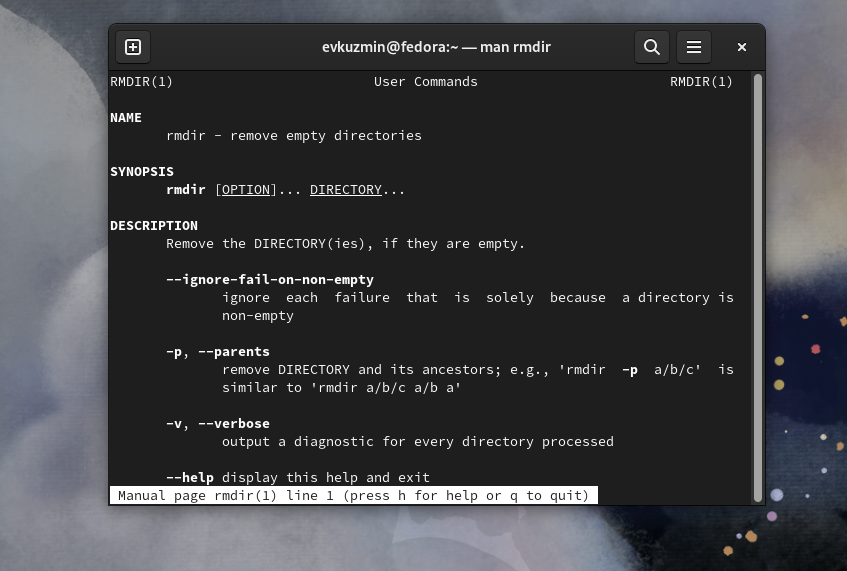 evkuzmin@fedora:~ — man rmdir
RMDIR(1) User Commands RMDIR(1)
NAME
rmdir - remove empty directories
SYNOPSIS
rmdir [OPTION]... DIRECTORY...
DESCRIPTION
Remove the DIRECTORY(ies), if they are empty.
--ignore-fail-on-non-empty
ignore each failure that is solely because a directory is
non-empty
-p, --parents
remove DIRECTORY and its ancestors; e.g., 'rmdir -p a/b/c' is
similar to 'rmdir a/b/c a/b a'
-v, --verbose
output a diagnostic for every directory processed
--help display this help and exit
Manual page rmdir(1) line 1 (press h for help or q to quit)